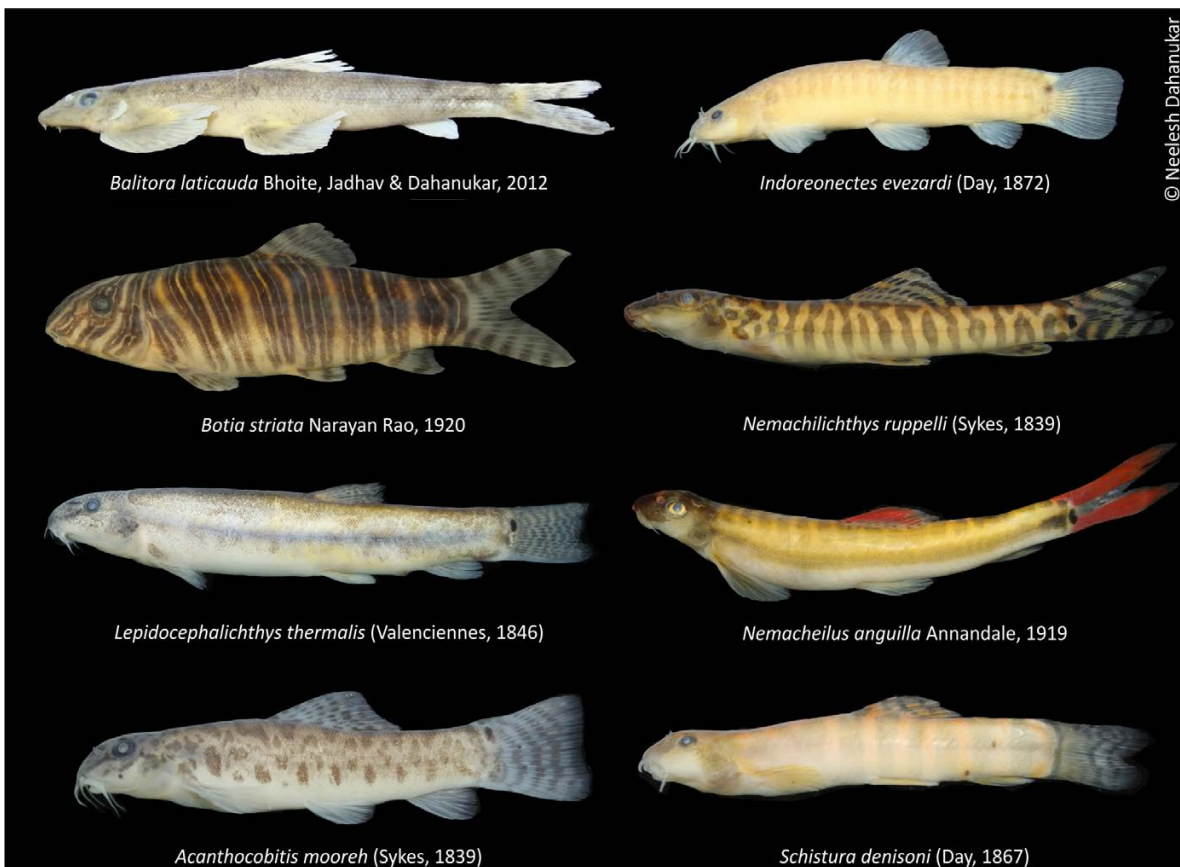 Balitora laticauda Bhoite, Jadhav & Dahanukar, 2012
Indoreonectes evezardi (Day, 1872)
© Neelesh Dahanukar
Botia striata Narayan Rao, 1920
Nemachilichthys ruppelli (Sykes, 1839)
Lepidocephalichthys thermalis (Valenciennes, 1846)
Nemacheilus anguilla Annandale, 1919
Acanthocobitis mooreh (Sykes, 1839)
Schistura denisoni (Day, 1867)